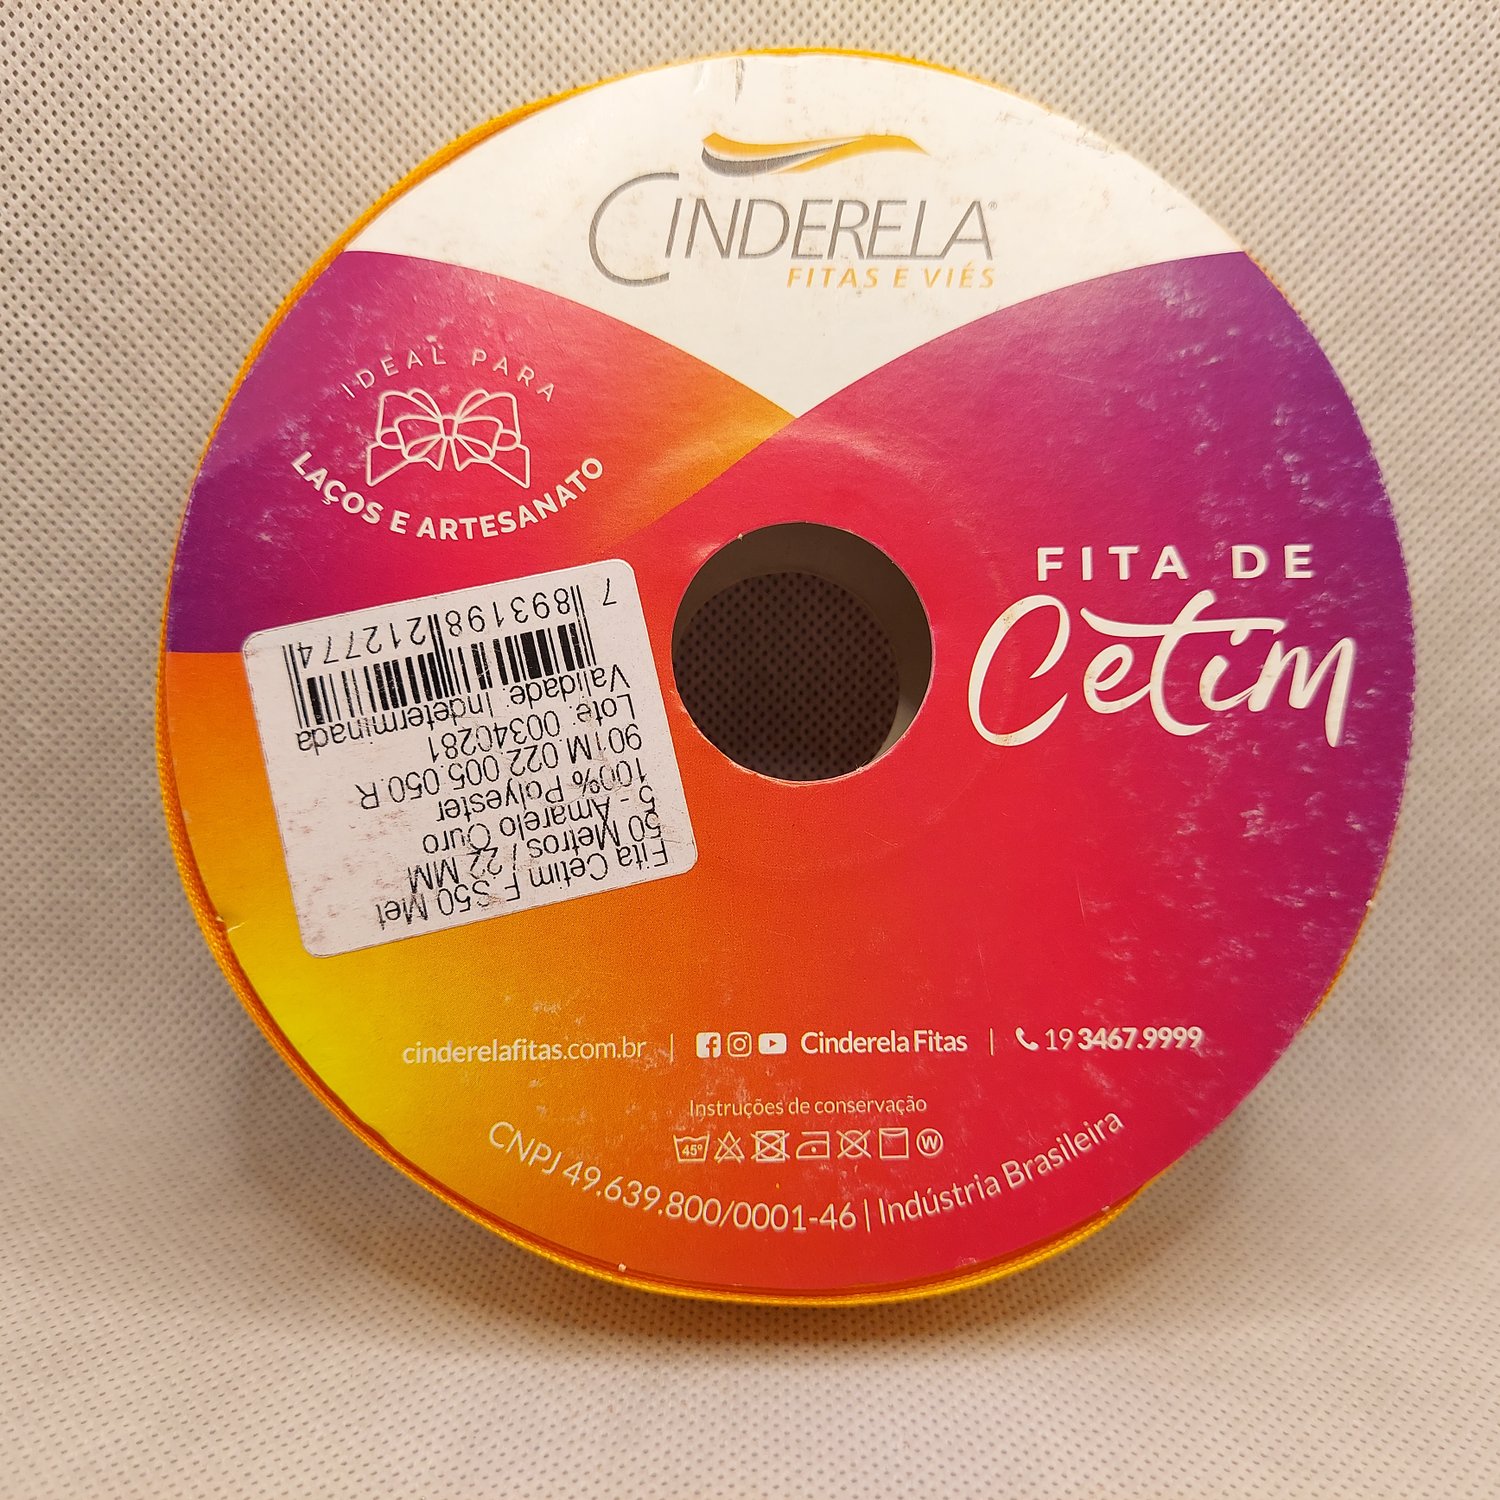 CINDERELA®
FITAS E VIÉS
IDEAL PARA
LAÇOS E ARTESANATO
FITA DE
Cetim
Fita Cetim F S50 Met
50 Metros / 22 MM
5 - Amarelo Ouro
100% Polyester
901M.022.005.050.R
Lote: 00340281
Validade: Indeterminada
7 893198 212774
cinderelafitas.com.br | Cinderela Fitas | 19 3467.9999
Instruções de conservação
45º W
CNPJ 49.639.800/0001-46 | Indústria Brasileira